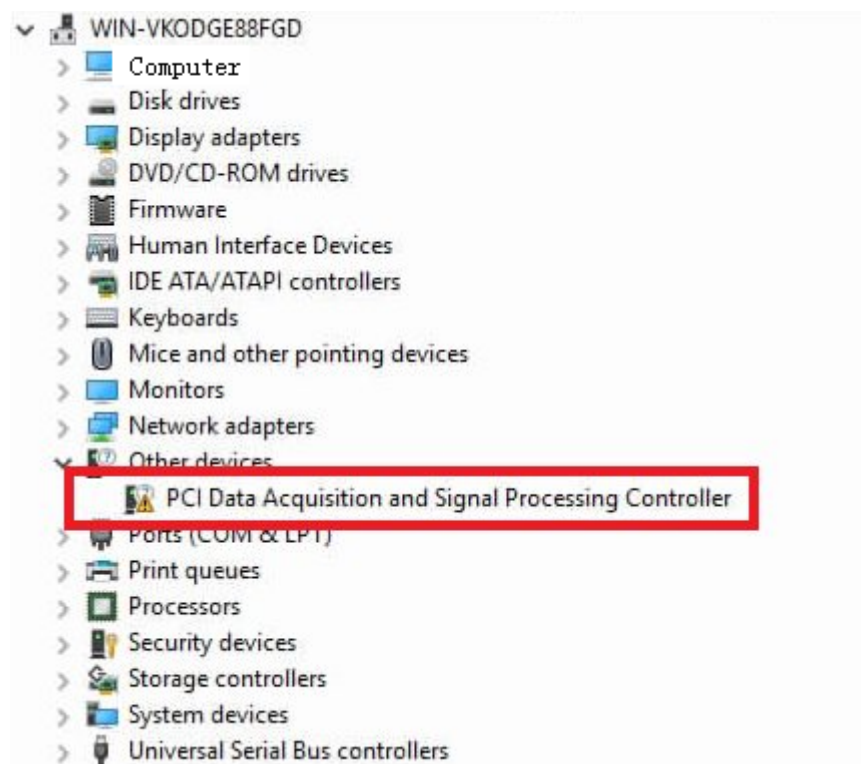 WIN-VKODGE88FGD
Computer
Disk drives
Display adapters
DVD/CD-ROM drives
Firmware
Human Interface Devices
IDE ATA/ATAPI controllers
Keyboards
Mice and other pointing devices
Monitors
Network adapters
Other devices
PCI Data Acquisition and Signal Processing Controller
Ports (COM & LPT)
Print queues
Processors
Security devices
Storage controllers
System devices
Universal Serial Bus controllers